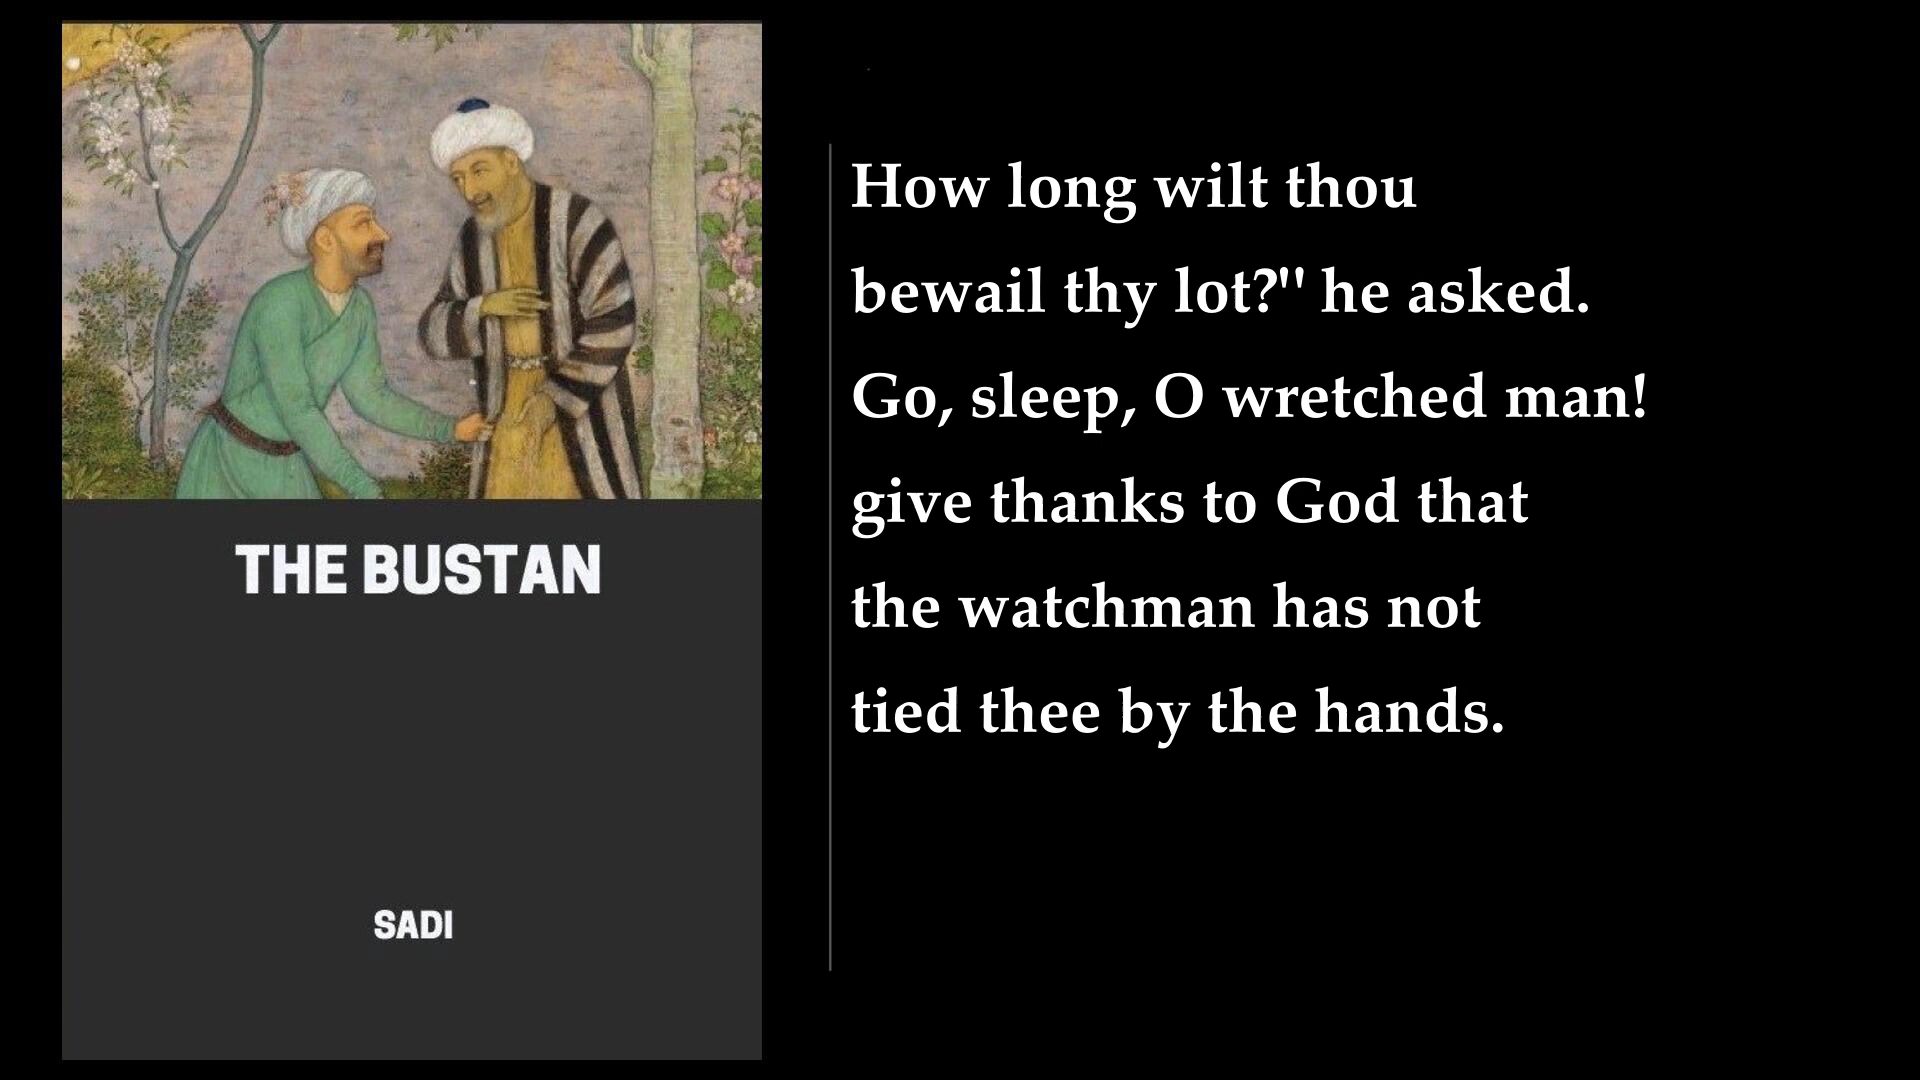 THE BUSTAN
SADI
How long wilt thou
bewail thy lot?" he asked.
Go, sleep, O wretched man!
give thanks to God that
the watchman has not
tied thee by the hands.